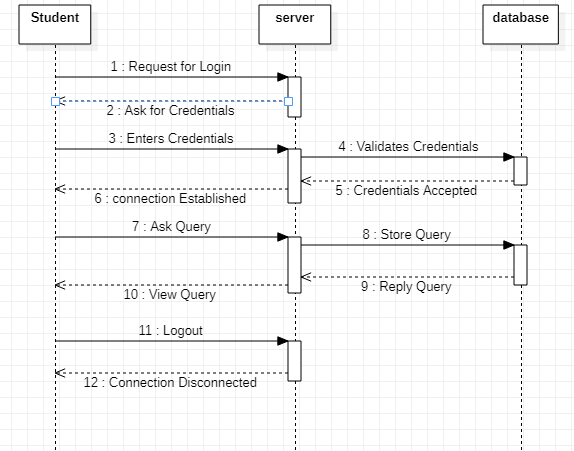 Student
server
database
1 : Request for Login
2 : Ask for Credentials
3 : Enters Credentials
4 : Validates Credentials
5 : Credentials Accepted
6 : connection Established
7 : Ask Query
8 : Store Query
9 : Reply Query
10 : View Query
11 : Logout
12 : Connection Disconnected